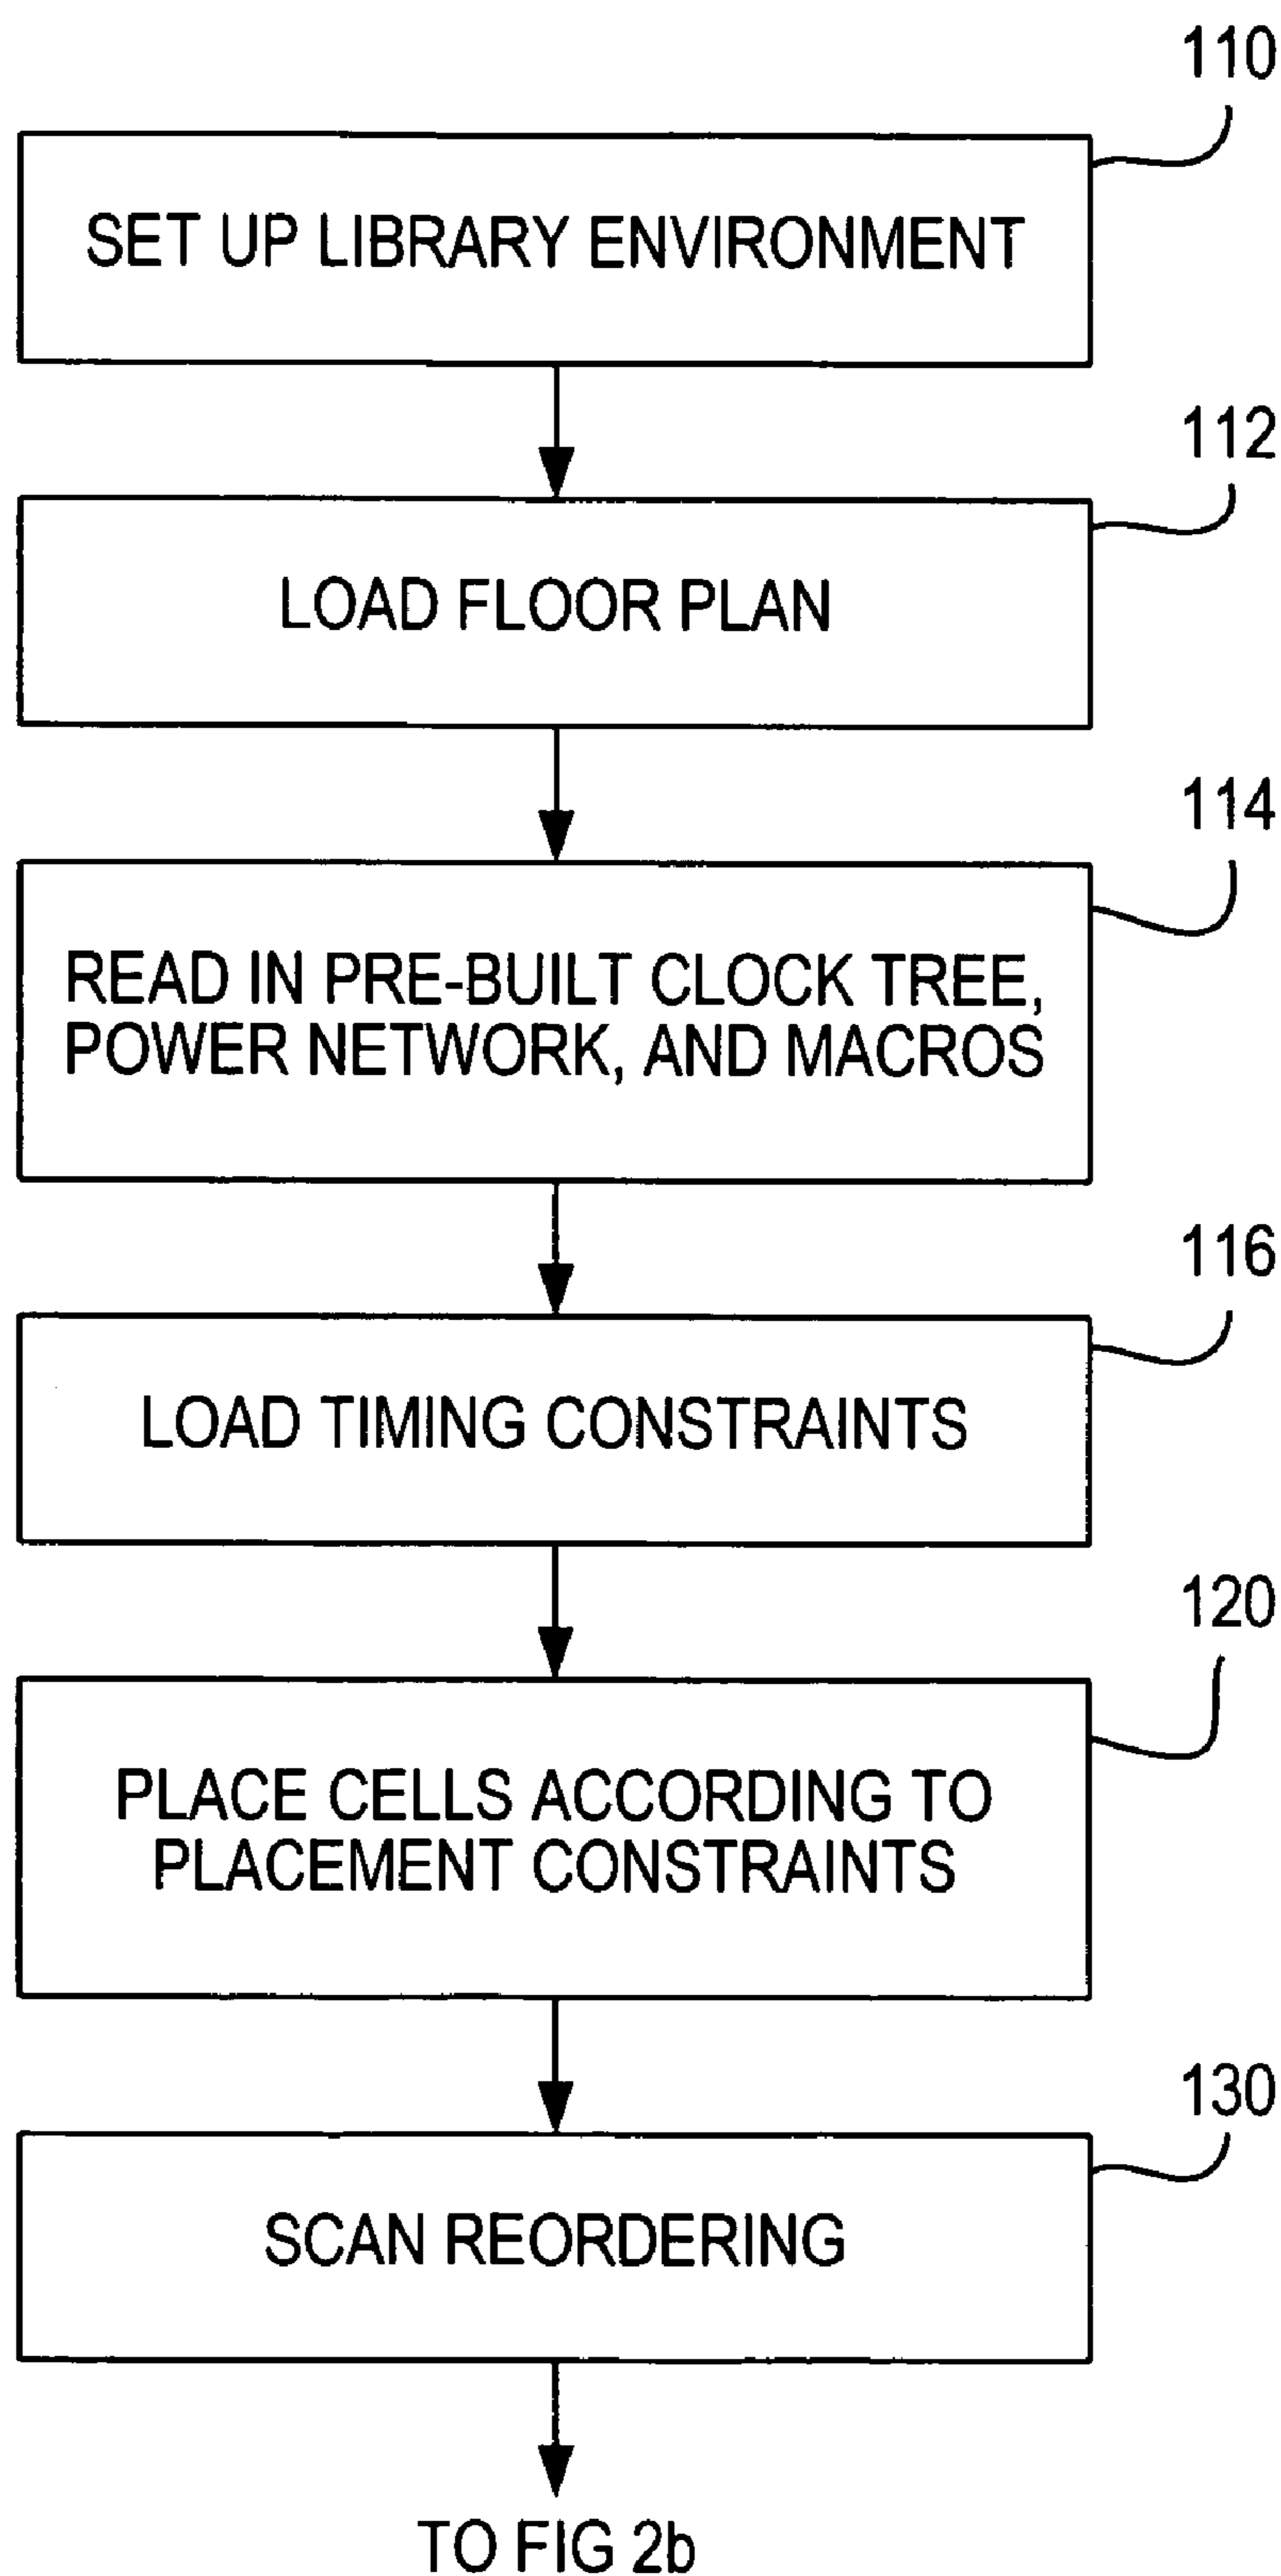 110
SET UP LIBRARY ENVIRONMENT
112
LOAD FLOOR PLAN
114
READ IN PRE-BUILT CLOCK TREE,
POWER NETWORK, AND MACROS
116
LOAD TIMING CONSTRAINTS
120
PLACE CELLS ACCORDING TO
PLACEMENT CONSTRAINTS
130
SCAN REORDERING
TO FIG 2b